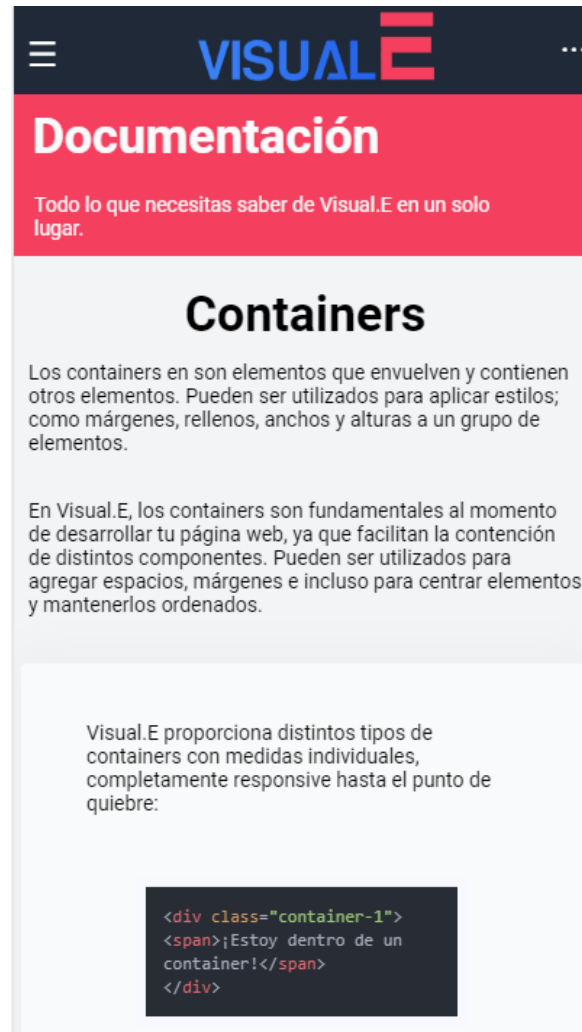 VISUALE
Documentación
Todo lo que necesitas saber de Visual.E en un solo
lugar.
Containers
Los containers en son elementos que envuelven y contienen
otros elementos. Pueden ser utilizados para aplicar estilos;
como márgenes, rellenos, anchos y alturas a un grupo de
elementos.
En Visual.E, los containers son fundamentales al momento
de desarrollar tu página web, ya que facilitan la contención
de distintos componentes. Pueden ser utilizados para
agregar espacios, márgenes e incluso para centrar elementos
y mantenerlos ordenados.
Visual.E proporciona distintos tipos de
containers con medidas individuales,
completamente responsive hasta el punto de
quiebre:
<div class="container-1">
<span>¡Estoy dentro de un
container!</span>
</div>